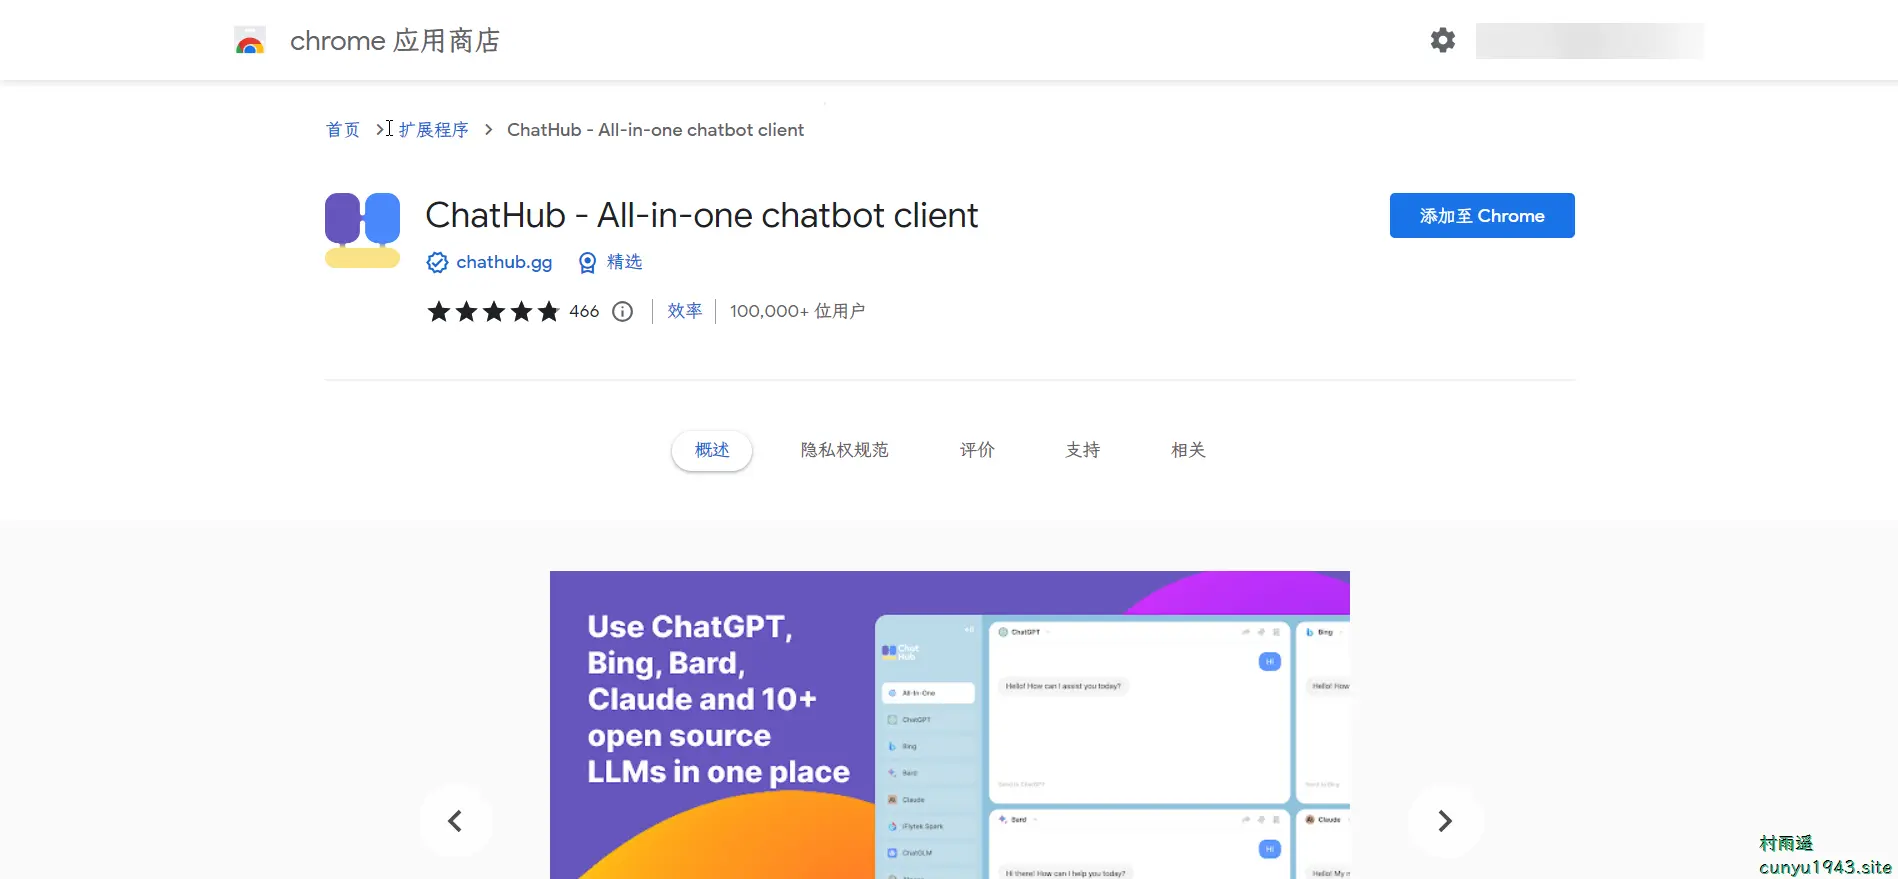 chrome 应用商店
首页 > 扩展程序 > ChatHub - All-in-one chatbot client
ChatHub - All-in-one chatbot client
添加至 Chrome
chathub.gg 精选
466 效率 100,000+ 位用户
概述 隐私权规范 评价 支持 相关
Use ChatGPT,
Bing, Bard,
Claude and 10+
open source
LLMs in one place
Chat
Hub
All-In-One
ChatGPT
Bing
Bard
Claude
iFlytek Spark
ChatGLM
ChatGPT
Hi
Hello! How can I assist you today?
Send to ChatGPT
Bing
Hello! How
Bard
Hi
Hi there! How can I help you today?
Claude
Hello! My n
村雨遥
cunyu1943.site